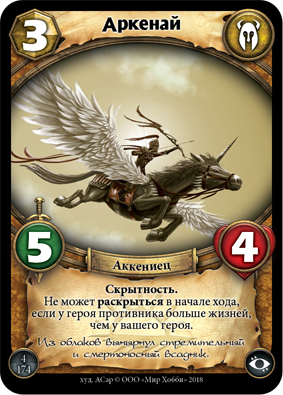 3
Аркенай
5
4
Аккениец
Скрытность.
Не может раскрыться в начале хода,
если у героя противника больше жизней,
чем у вашего героя.
Из облаков вынырнул стремительный
и смертоносный всадник.
4
174
худ. АСар © ООО «Мир Хобби» 2018